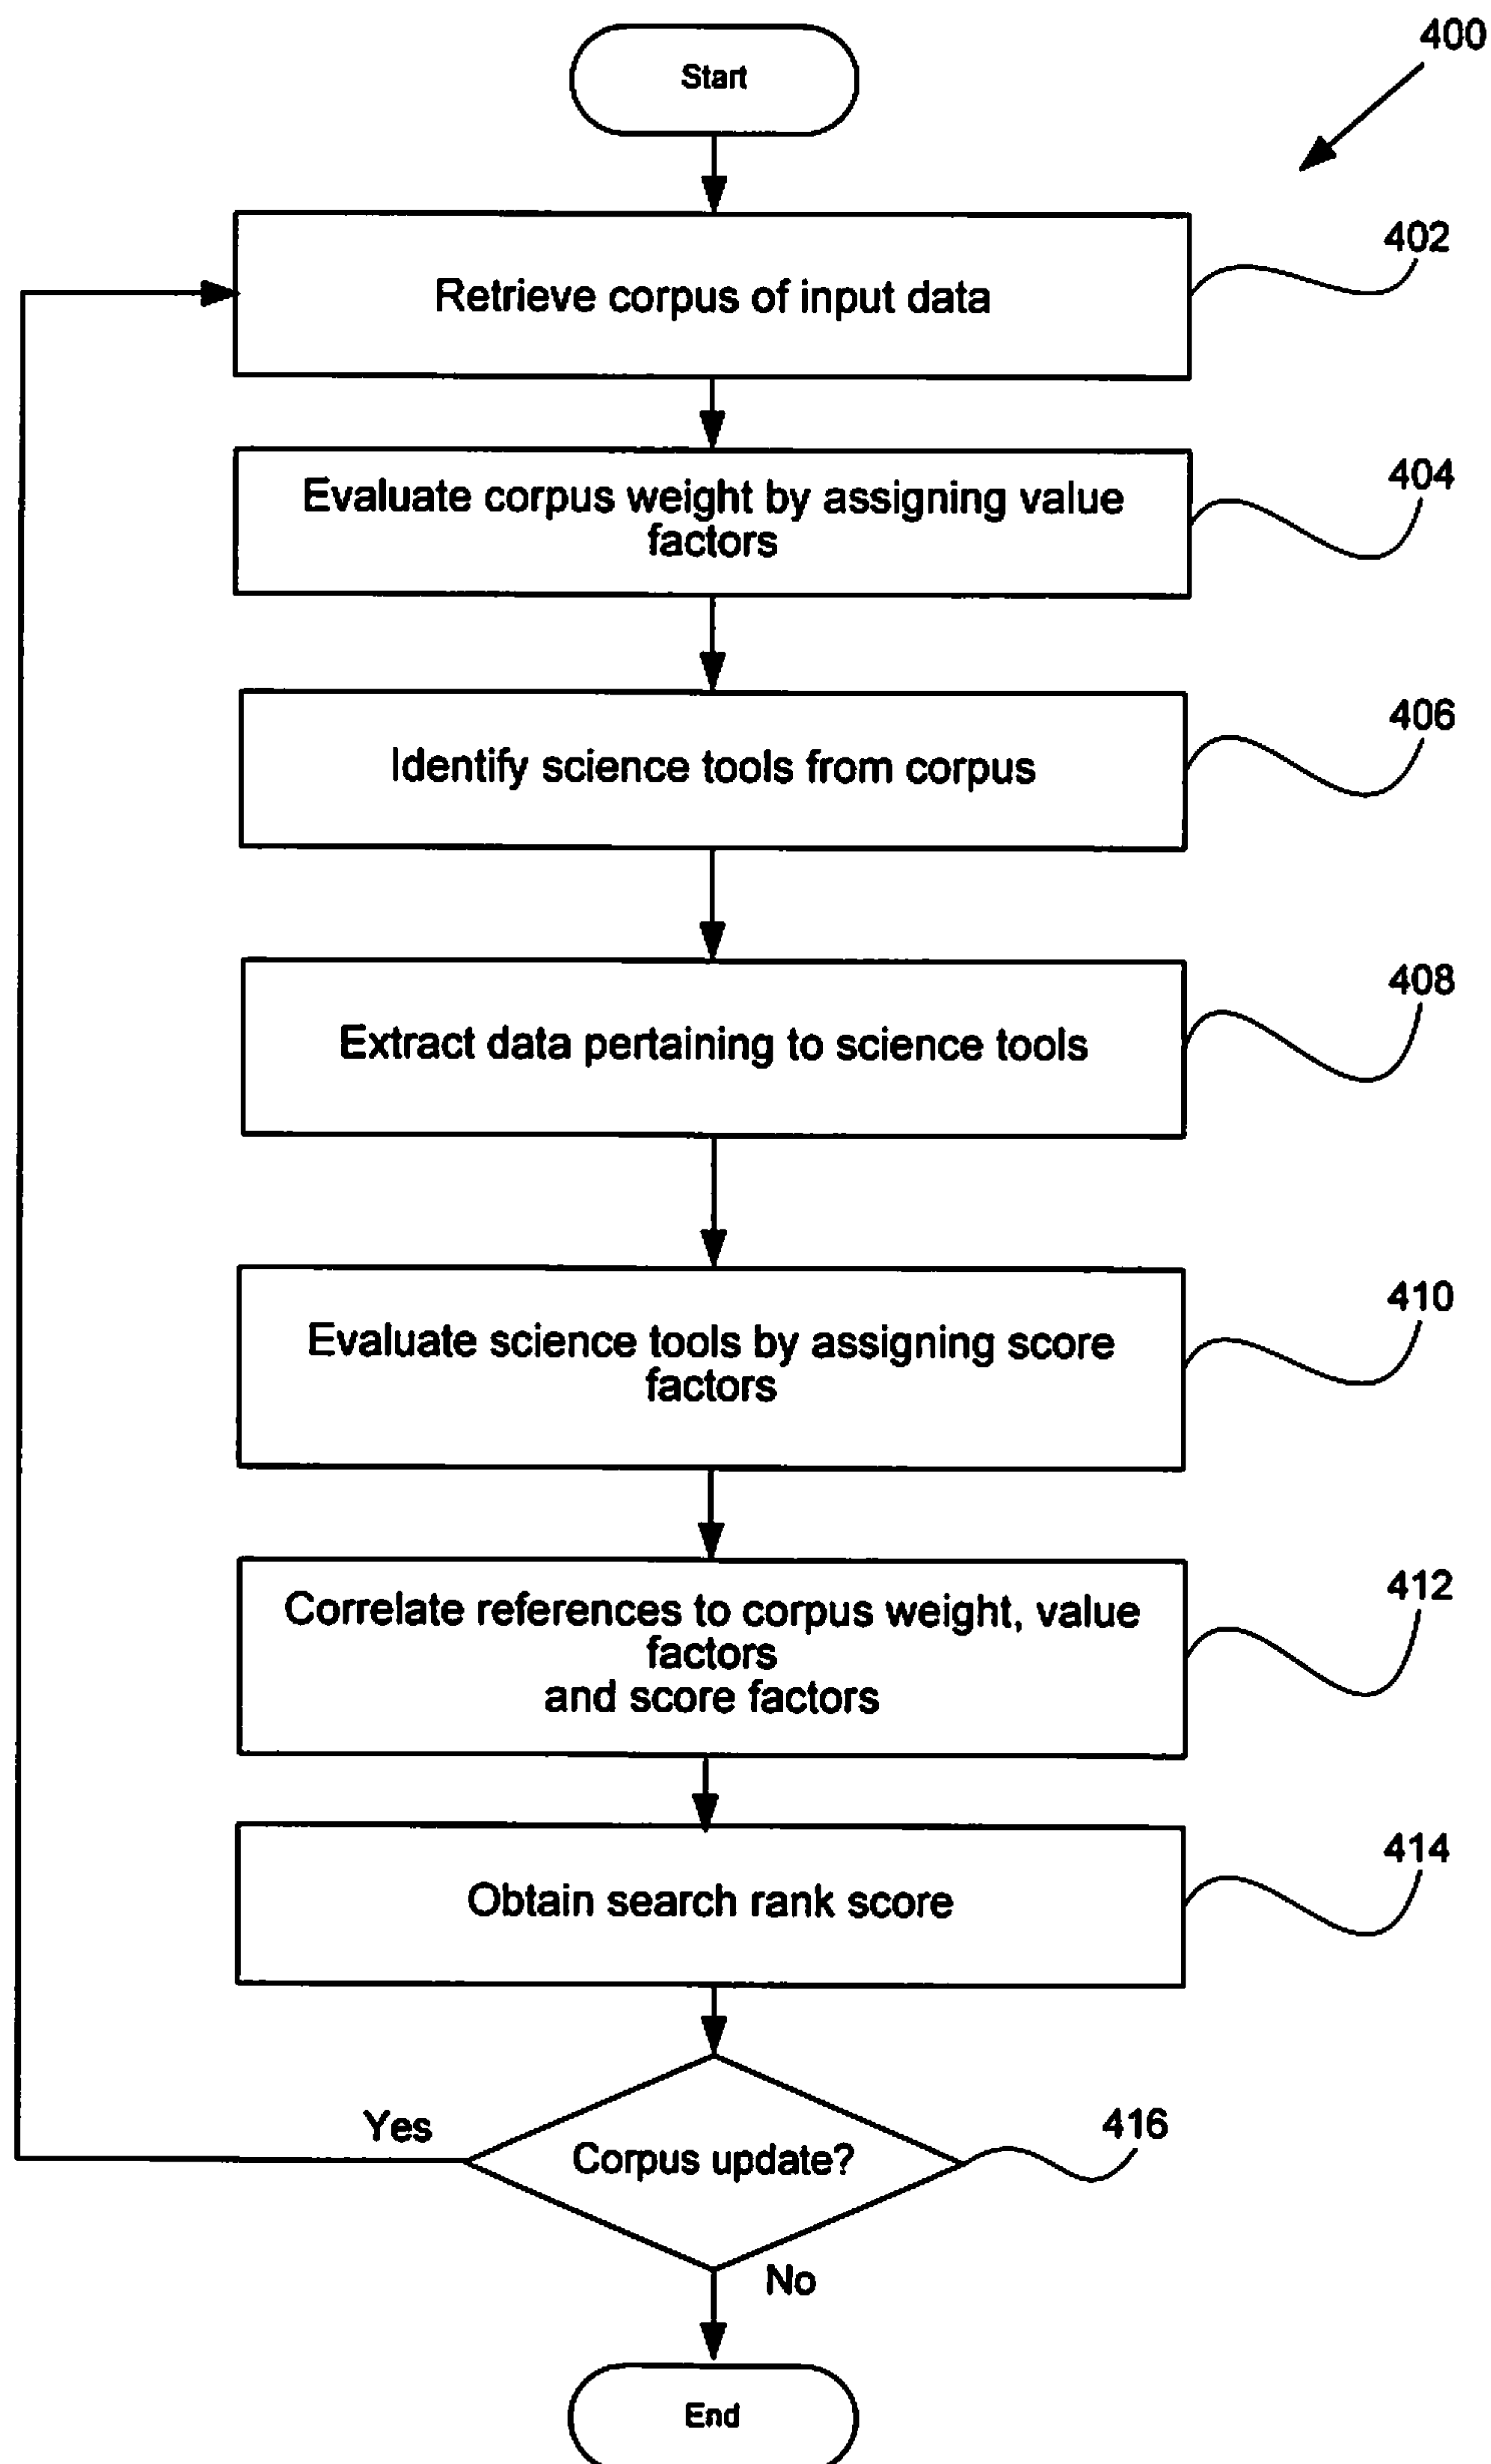 400
Start
402
Retrieve corpus of input data
404
Evaluate corpus weight by assigning value
factors
406
Identify science tools from corpus
408
Extract data pertaining to science tools
410
Evaluate science tools by assigning score
factors
412
Correlate references to corpus weight, value
factors
and score factors
414
Obtain search rank score
416
Yes
Corpus update?
No
End